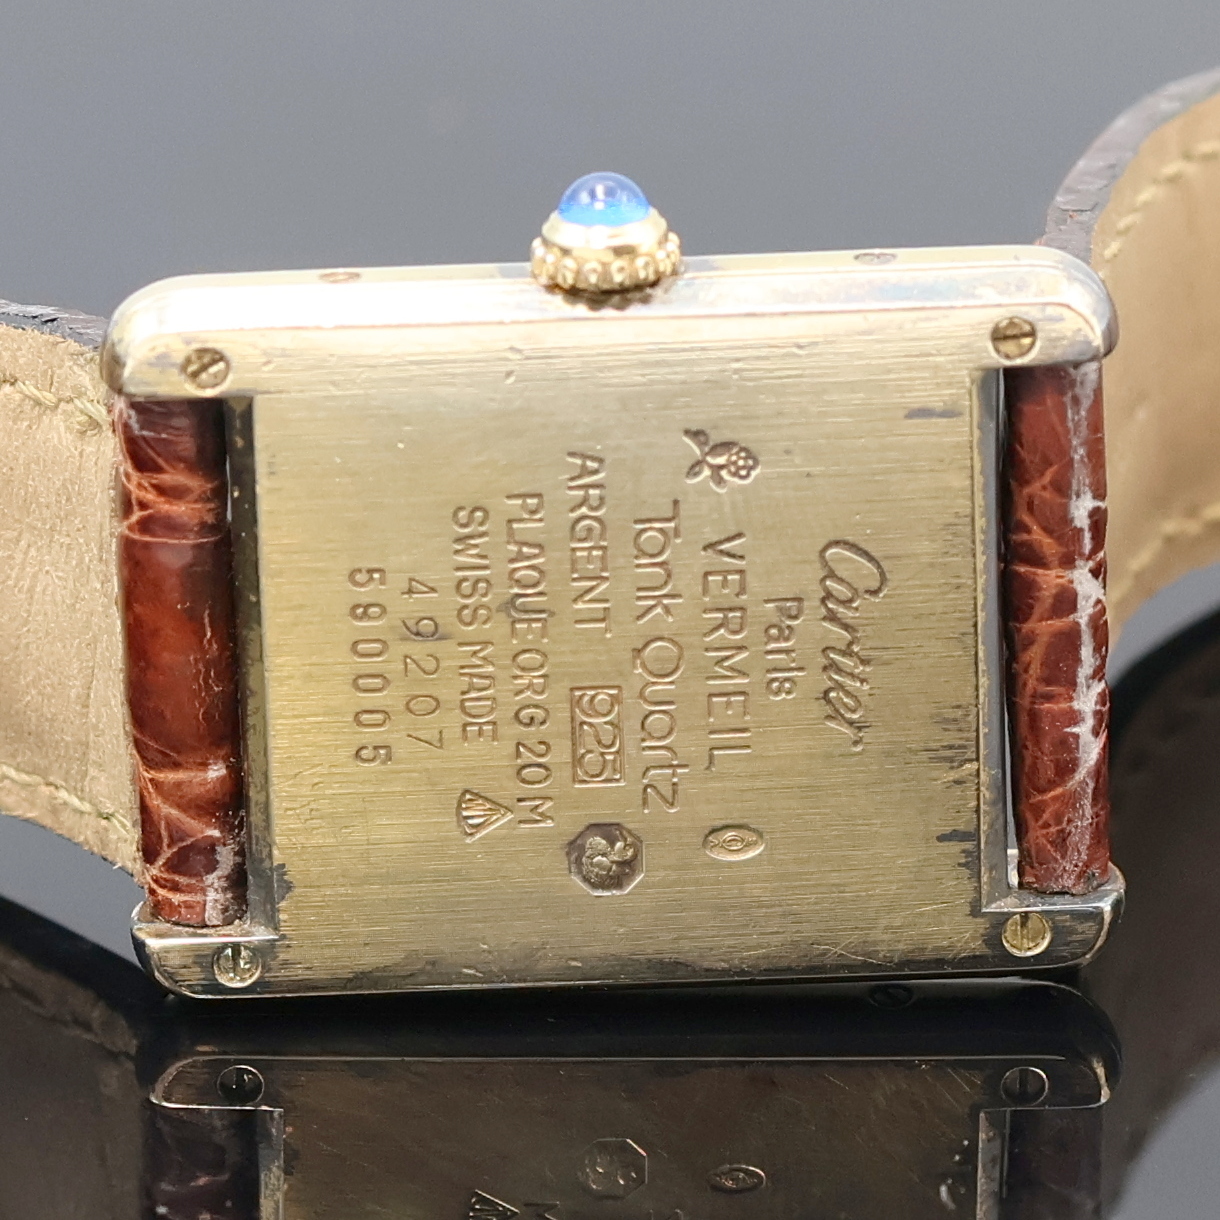 Cartier
Paris
VERMEIL
Tank Quartz
ARGENT 925
PLAQUE OR G 20 M
SWISS MADE
49207
590005